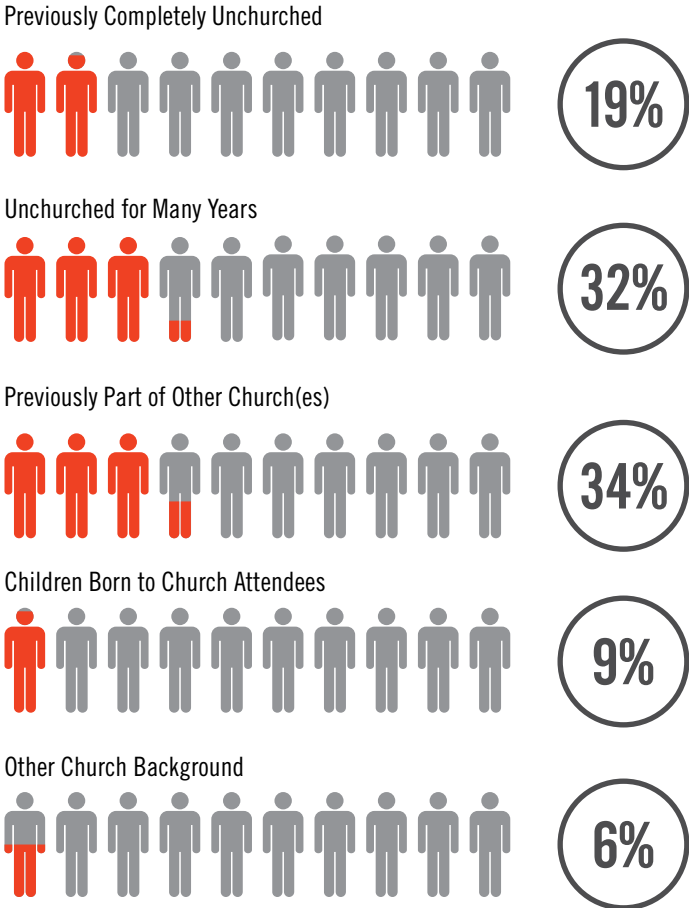 Previously Completely Unchurched
19%
Unchurched for Many Years
32%
Previously Part of Other Church(es)
34%
Children Born to Church Attendees
9%
Other Church Background
6%